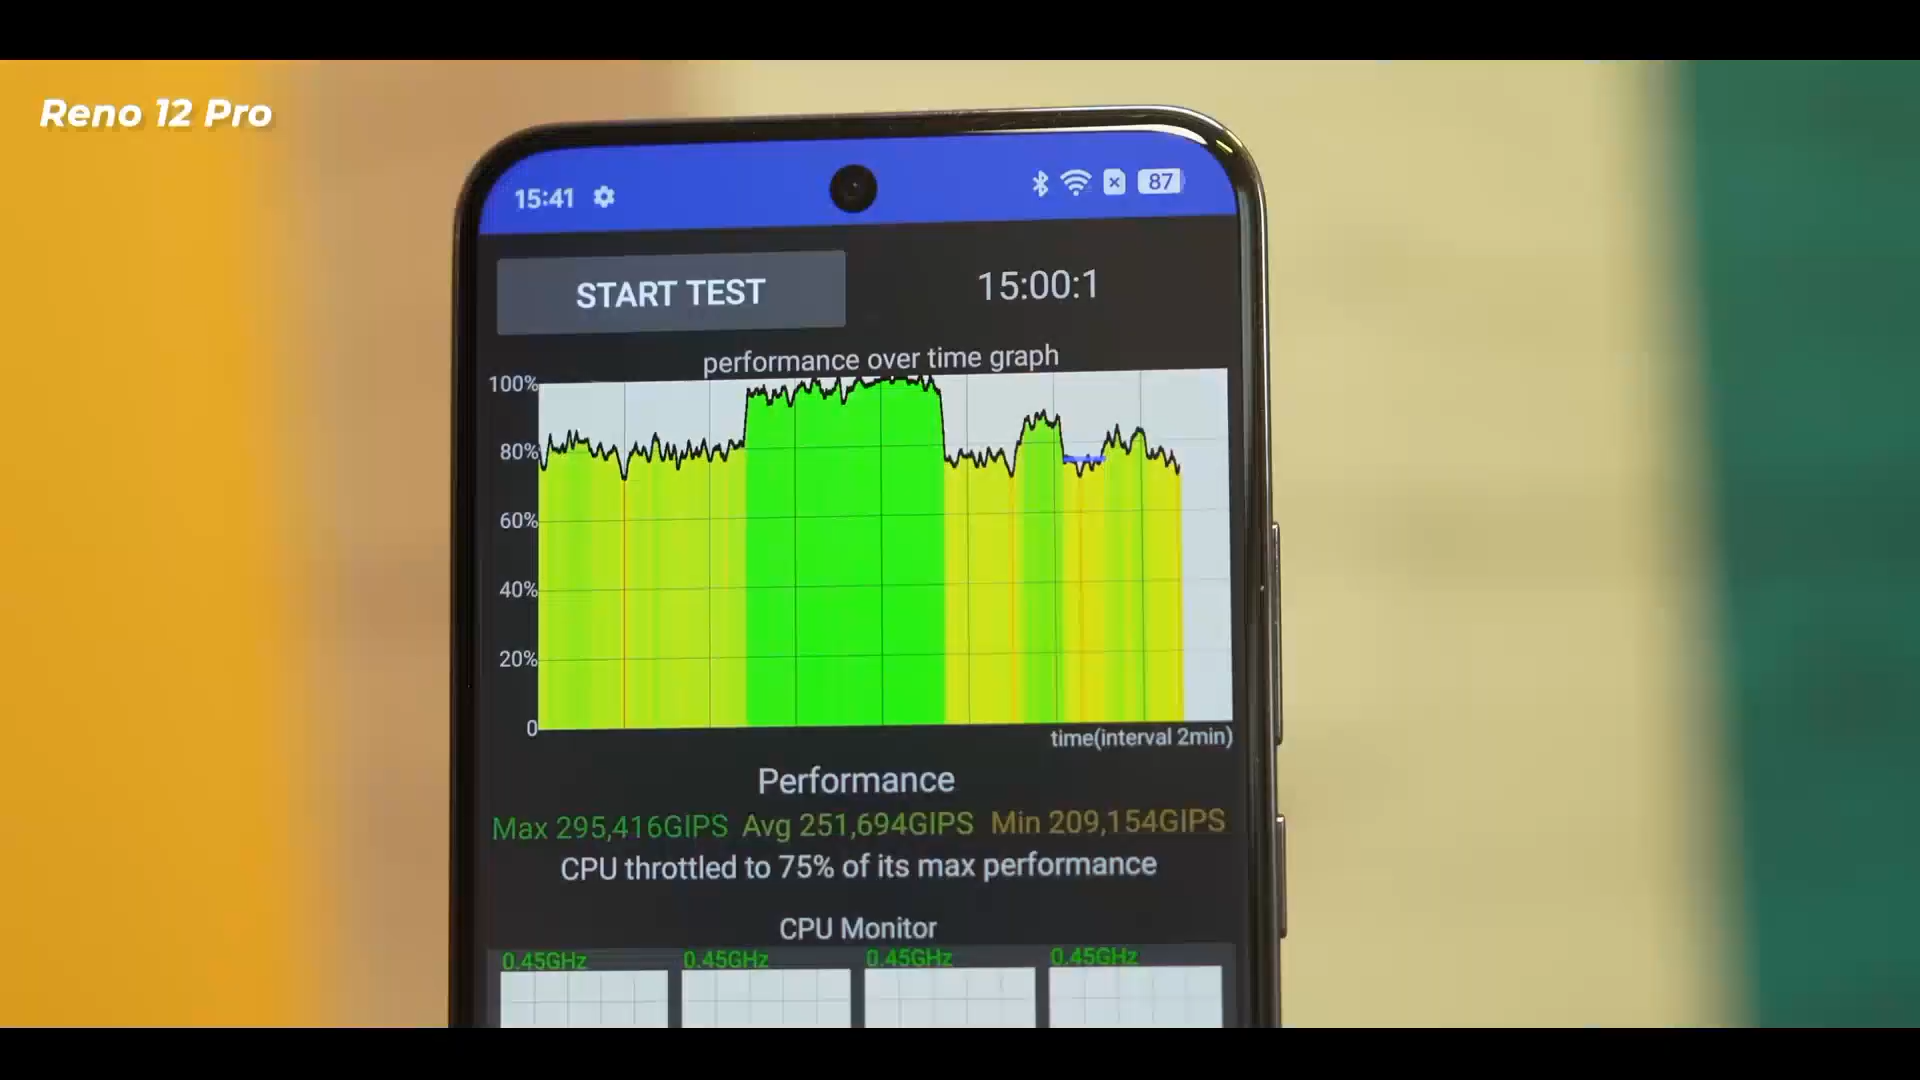 Reno 12 Pro
15:41
87
START TEST
15:00:1
performance over time graph
100%
80%
60%
40%
20%
0
time(interval 2min)
Performance
Max 295,416GIPS Avg 251,694GIPS Min 209,154GIPS
CPU throttled to 75% of its max performance
CPU Monitor
0.45GHz 0.45GHz 0.45GHz 0.45GHz